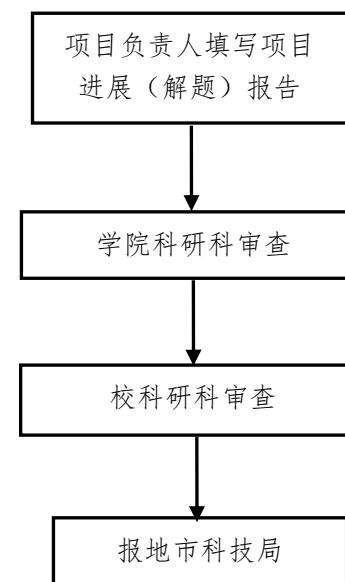 项目负责人填写项目
进展（解题）报告
学院科研科审查
校科研科审查
报地市科技局